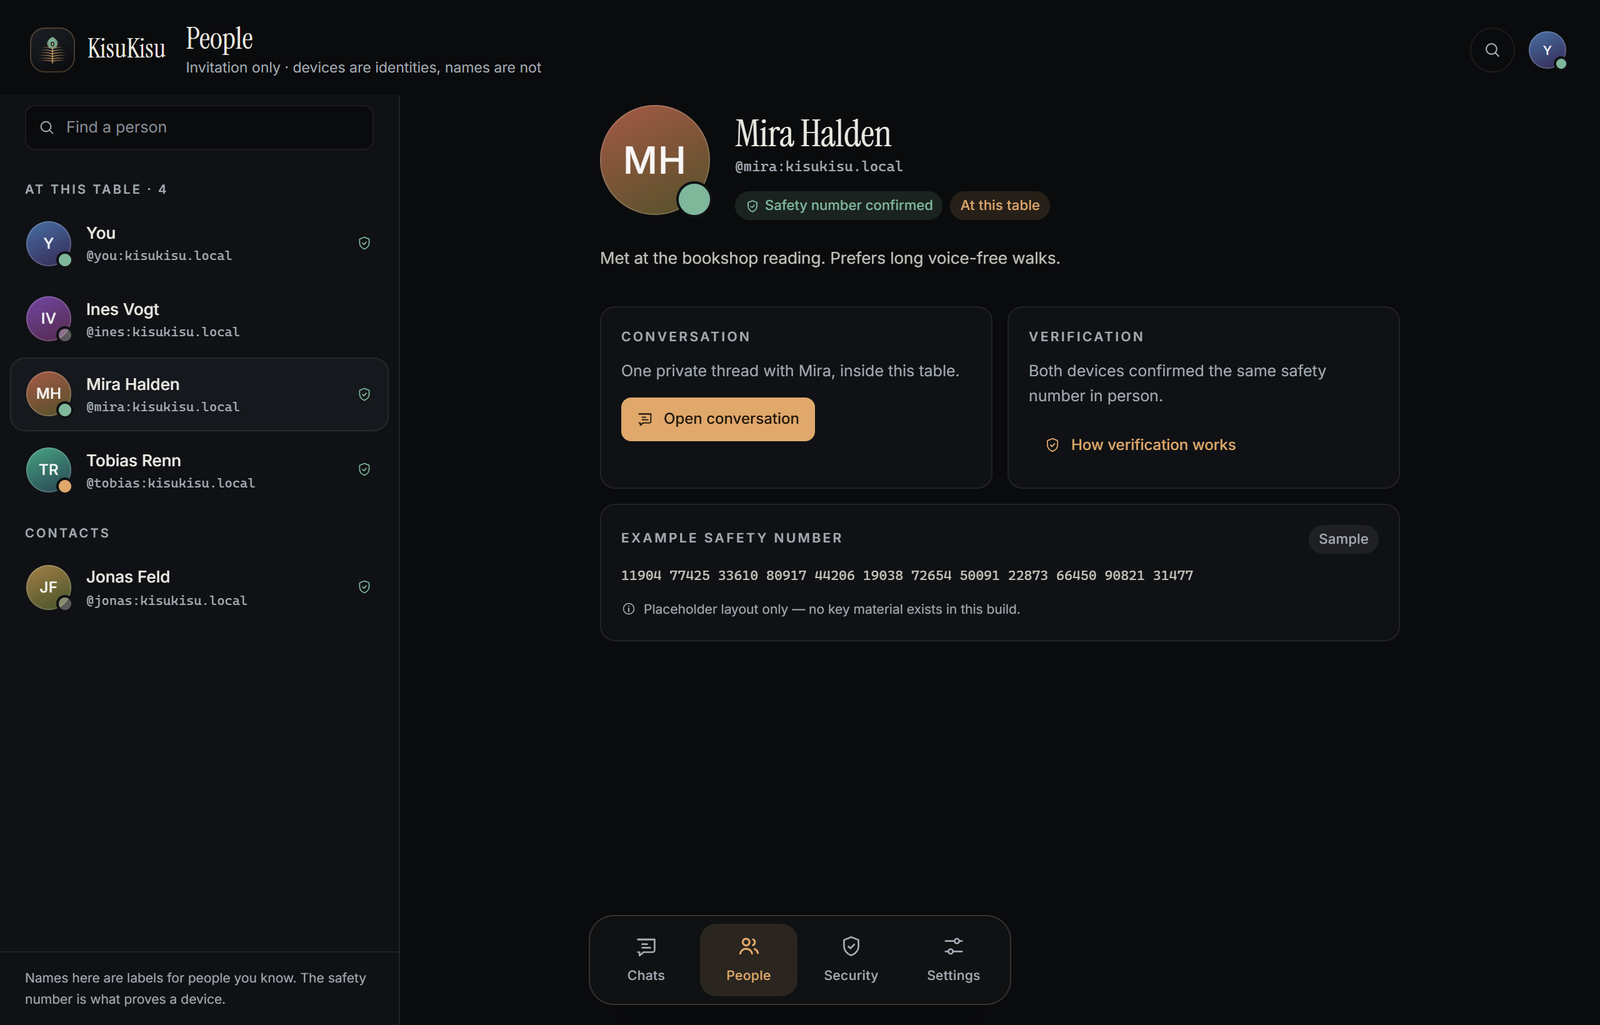 KisuKisu
People
Invitation only · devices are identities, names are not
Y
Find a person
AT THIS TABLE · 4
Y
You
@you:kisukisu.local
IV
Ines Vogt
@ines:kisukisu.local
MH
Mira Halden
@mira:kisukisu.local
TR
Tobias Renn
@tobias:kisukisu.local
CONTACTS
JF
Jonas Feld
@jonas:kisukisu.local
Names here are labels for people you know. The safety
number is what proves a device.
MH
Mira Halden
@mira:kisukisu.local
Safety number confirmed
At this table
Met at the bookshop reading. Prefers long voice-free walks.
CONVERSATION
One private thread with Mira, inside this table.
Open conversation
VERIFICATION
Both devices confirmed the same safety
number in person.
How verification works
EXAMPLE SAFETY NUMBER
Sample
11904 77425 33610 80917 44206 19038 72654 50091 22873 66450 90821 31477
Placeholder layout only — no key material exists in this build.
Chats
People
Security
Settings